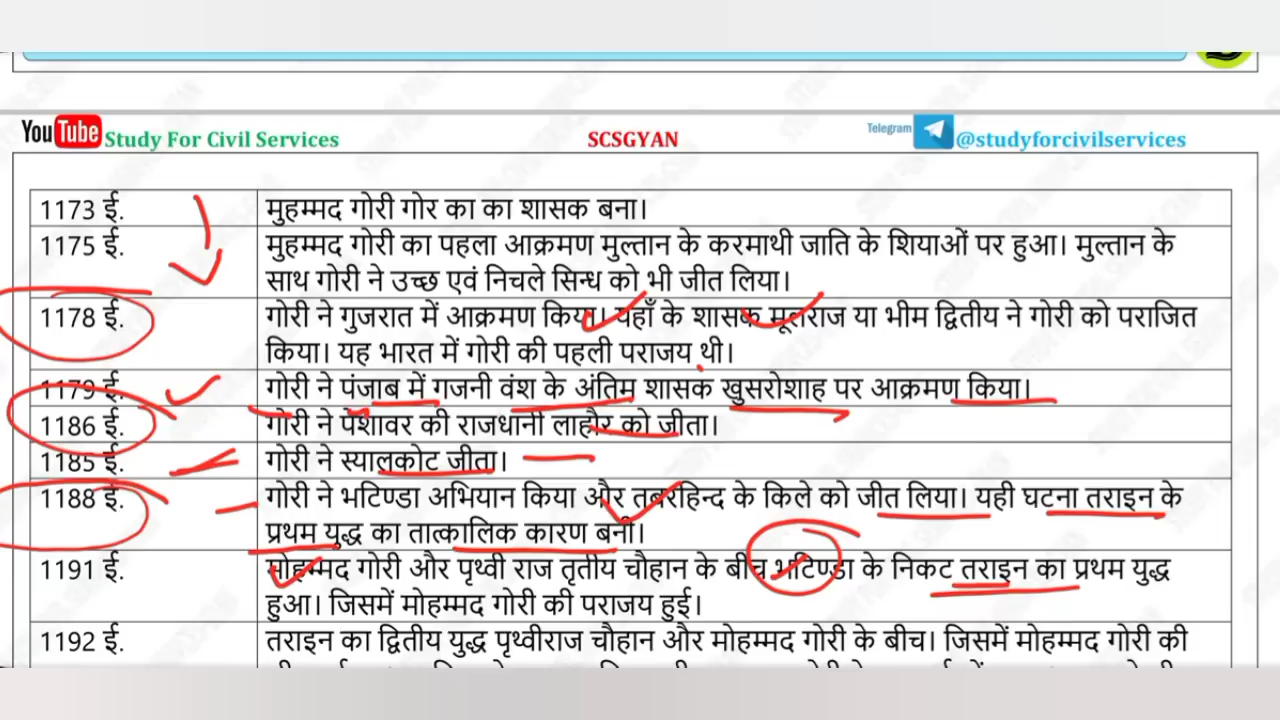 YouTube Study For Civil Services SCSGYAN Telegram @studyforcivilservices
1173 ई. मुहम्मद गोरी गोर का का शासक बना।
1175 ई. मुहम्मद गोरी का पहला आक्रमण मुल्तान के करमाथी जाति के शियाओं पर हुआ। मुल्तान के
साथ गोरी ने उच्छ एवं निचले सिन्ध को भी जीत लिया।
1178 ई. गोरी ने गुजरात में आक्रमण किया। यहाँ के शासक मूलराज या भीम द्वितीय ने गोरी को पराजित
किया। यह भारत में गोरी की पहली पराजय थी।
1179 ई. गोरी ने पंजाब में गजनी वंश के अंतिम शासक खुसरोशाह पर आक्रमण किया।
1186 ई. गोरी ने पेशावर की राजधानी लाहौर को जीता।
1185 ई. गोरी ने स्यालकोट जीता।
1188 ई. गोरी ने भटिण्डा अभियान किया और तबरहिन्द के किले को जीत लिया। यही घटना तराइन के
प्रथम युद्ध का तात्कालिक कारण बनी।
1191 ई. मोहम्मद गोरी और पृथ्वी राज तृतीय चौहान के बीच भटिण्डा के निकट तराइन का प्रथम युद्ध
हुआ। जिसमें मोहम्मद गोरी की पराजय हुई।
1192 ई. तराइन का द्वितीय युद्ध पृथ्वीराज चौहान और मोहम्मद गोरी के बीच। जिसमें मोहम्मद गोरी की